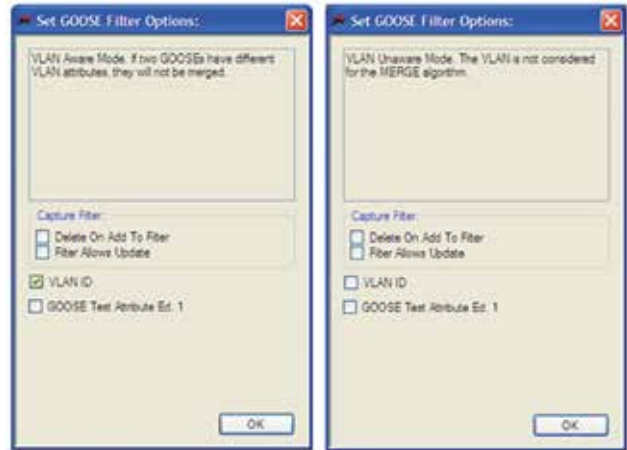 Set GOOSE Filter Options:
VLAN Aware Mode. If two GOOSEs have different
VLAN attributes, they will not be merged.
Capture Filter:
Delete On Add To Filter
Filter Allows Update
VLAN ID
GOOSE Test Attribute Ed. 1
OK
Set GOOSE Filter Options:
VLAN Unaware Mode. The VLAN is not considered
for the MERGE algorithm.
Capture Filter:
Delete On Add To Filter
Filter Allows Update
VLAN ID
GOOSE Test Attribute Ed. 1
OK